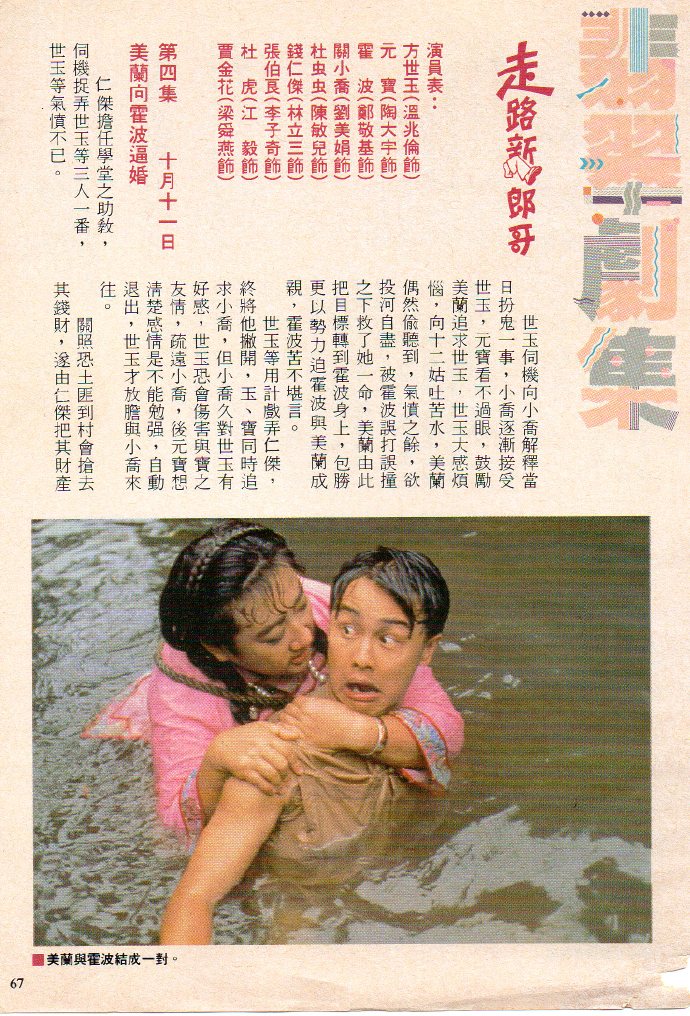 翡翠劇集
走路新郎哥
演員表：
方世玉(溫兆倫飾)
元　寶(陶大宇飾)
霍　波(鄭敬基飾)
關小喬(劉美娟飾)
杜虫虫(陳敏兒飾)
錢仁傑(林立三飾)
張伯良(李子奇飾)
杜　虎(江　毅飾)
賈金花(梁舜燕飾)
第四集　　十月十一日
美蘭向霍波逼婚
仁傑擔任學堂之助敎，
伺機捉弄世玉等三人一番，
世玉等氣憤不已。
世玉伺機向小喬解釋當
日扮鬼一事，小喬逐漸接受
世玉，元寶看不過眼，鼓勵
美蘭追求世玉，世玉大感煩
惱，向十二姑吐苦水，美蘭
偶然偷聽到，氣憤之餘，欲
投河自盡，被霍波誤打誤撞
之下救了她一命，美蘭由此
把目標轉到霍波身上，包勝
更以勢力迫霍波與美蘭成
親，霍波苦不堪言。
世玉等用計戲弄仁傑，
終將他撇開，玉、寶同時追
求小喬，但小喬久對世玉有
好感，世玉恐會傷害與寶之
友情，疏遠小喬，後元寶想
清楚感情是不能勉强，自動
退出，世玉才放膽與小喬來
往。
關照恐土匪到村會搶去
其錢財，遂由仁傑把其財產
美蘭與霍波結成一對。
67